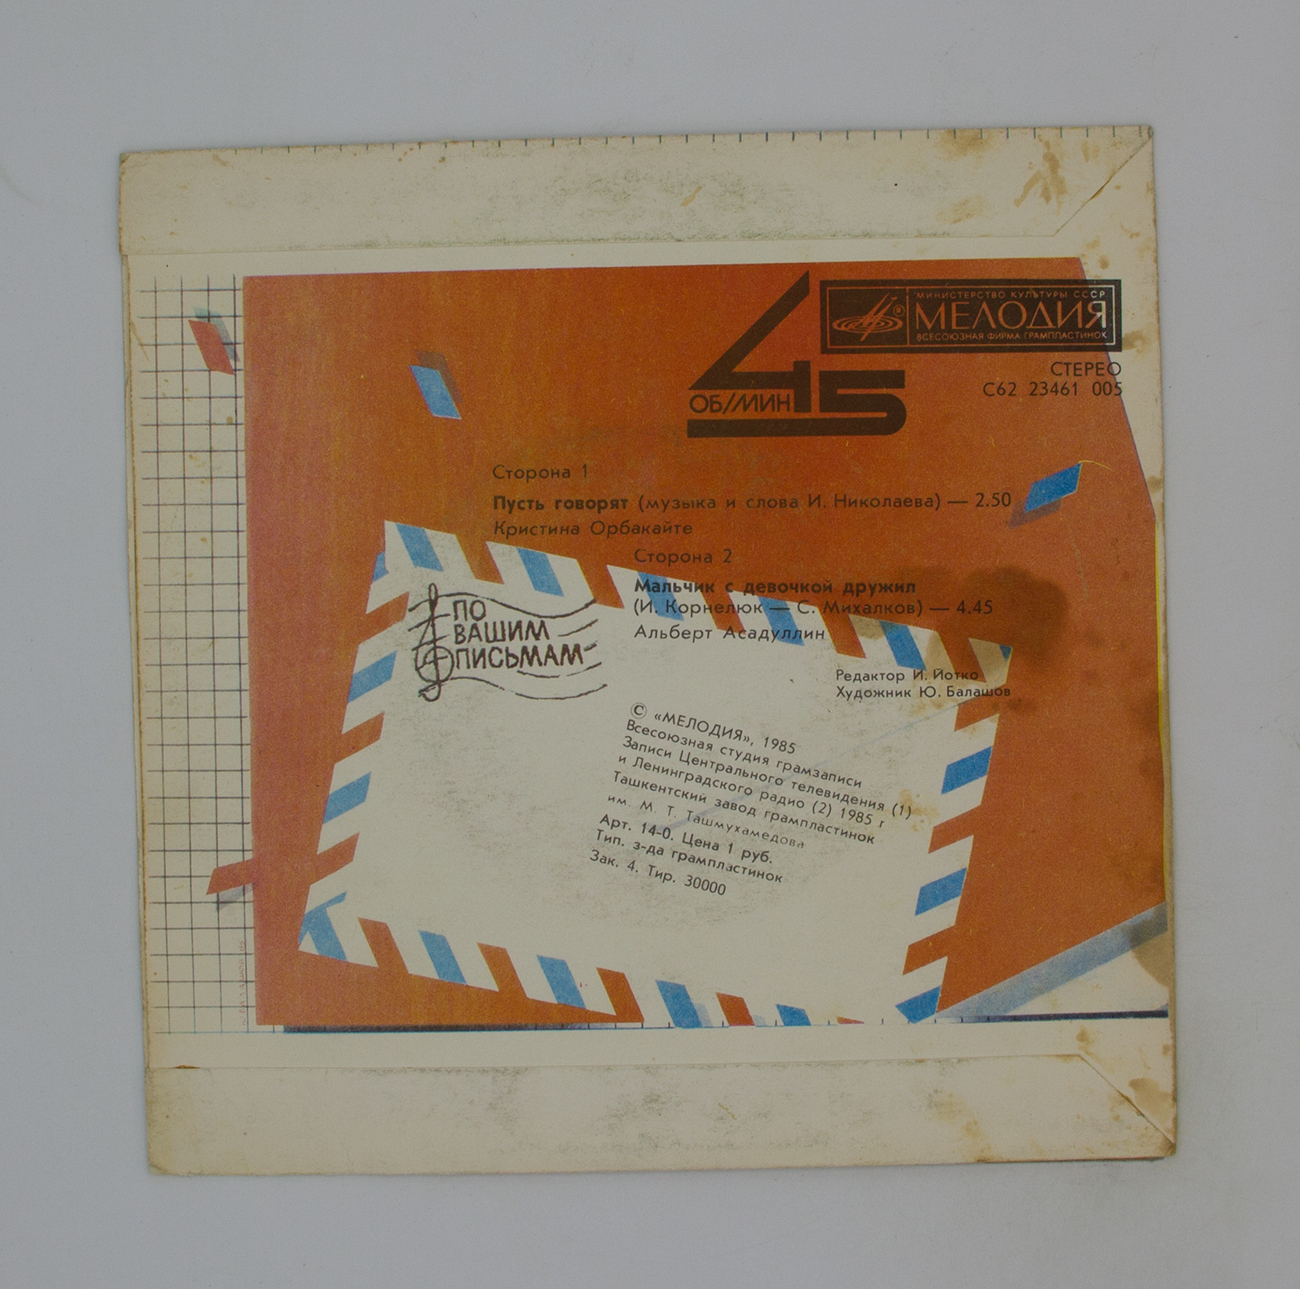 МИНИСТЕРСТВО КУЛЬТУРЫ СССР
МЕЛОДИЯ
ВСЕСОЮЗНАЯ ФИРМА ГРАМПЛАСТИНОК
45
ОБ/МИН
СТЕРЕО
С62 23461 005
Сторона 1
Пусть говорят (музыка и слова И. Николаева) — 2.50
Кристина Орбакайте
Сторона 2
Мальчик с девочкой дружил
(И. Корнелюк — С. Михалков) — 4.45
Альберт Асадуллин
ПО
ВАШИМ
ПИСЬМАМ
Редактор И. Йотко
Художник Ю. Балашов
© «МЕЛОДИЯ», 1985
Всесоюзная студия грамзаписи
Записи Центрального телевидения (1)
и Ленинградского радио (2) 1985 г
Ташкентский завод грампластинок
им. М. Т. Ташмухамедова
Арт. 14-0. Цена 1 руб.
Тип. з-да грампластинок
Зак. 4. Тир. 30000